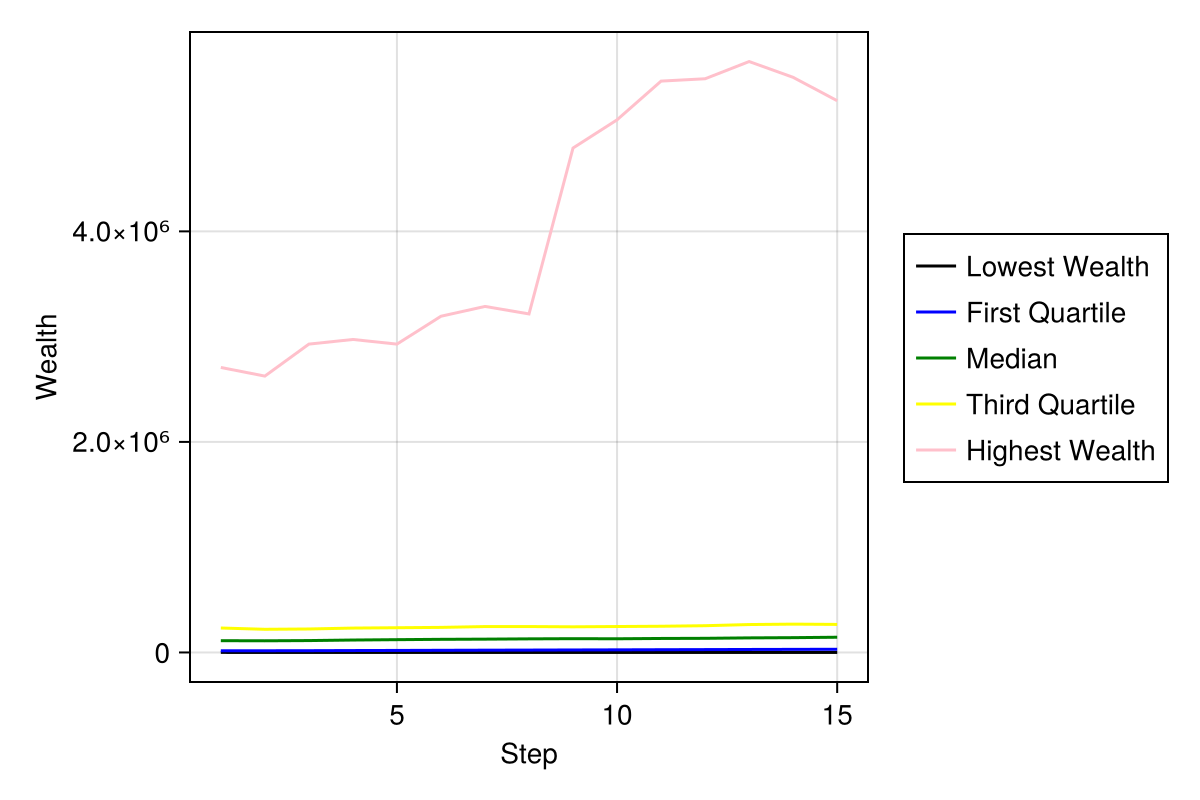 Wealth
4.0×10⁶
2.0×10⁶
0
5 10 15
Step
Lowest Wealth
First Quartile
Median
Third Quartile
Highest Wealth